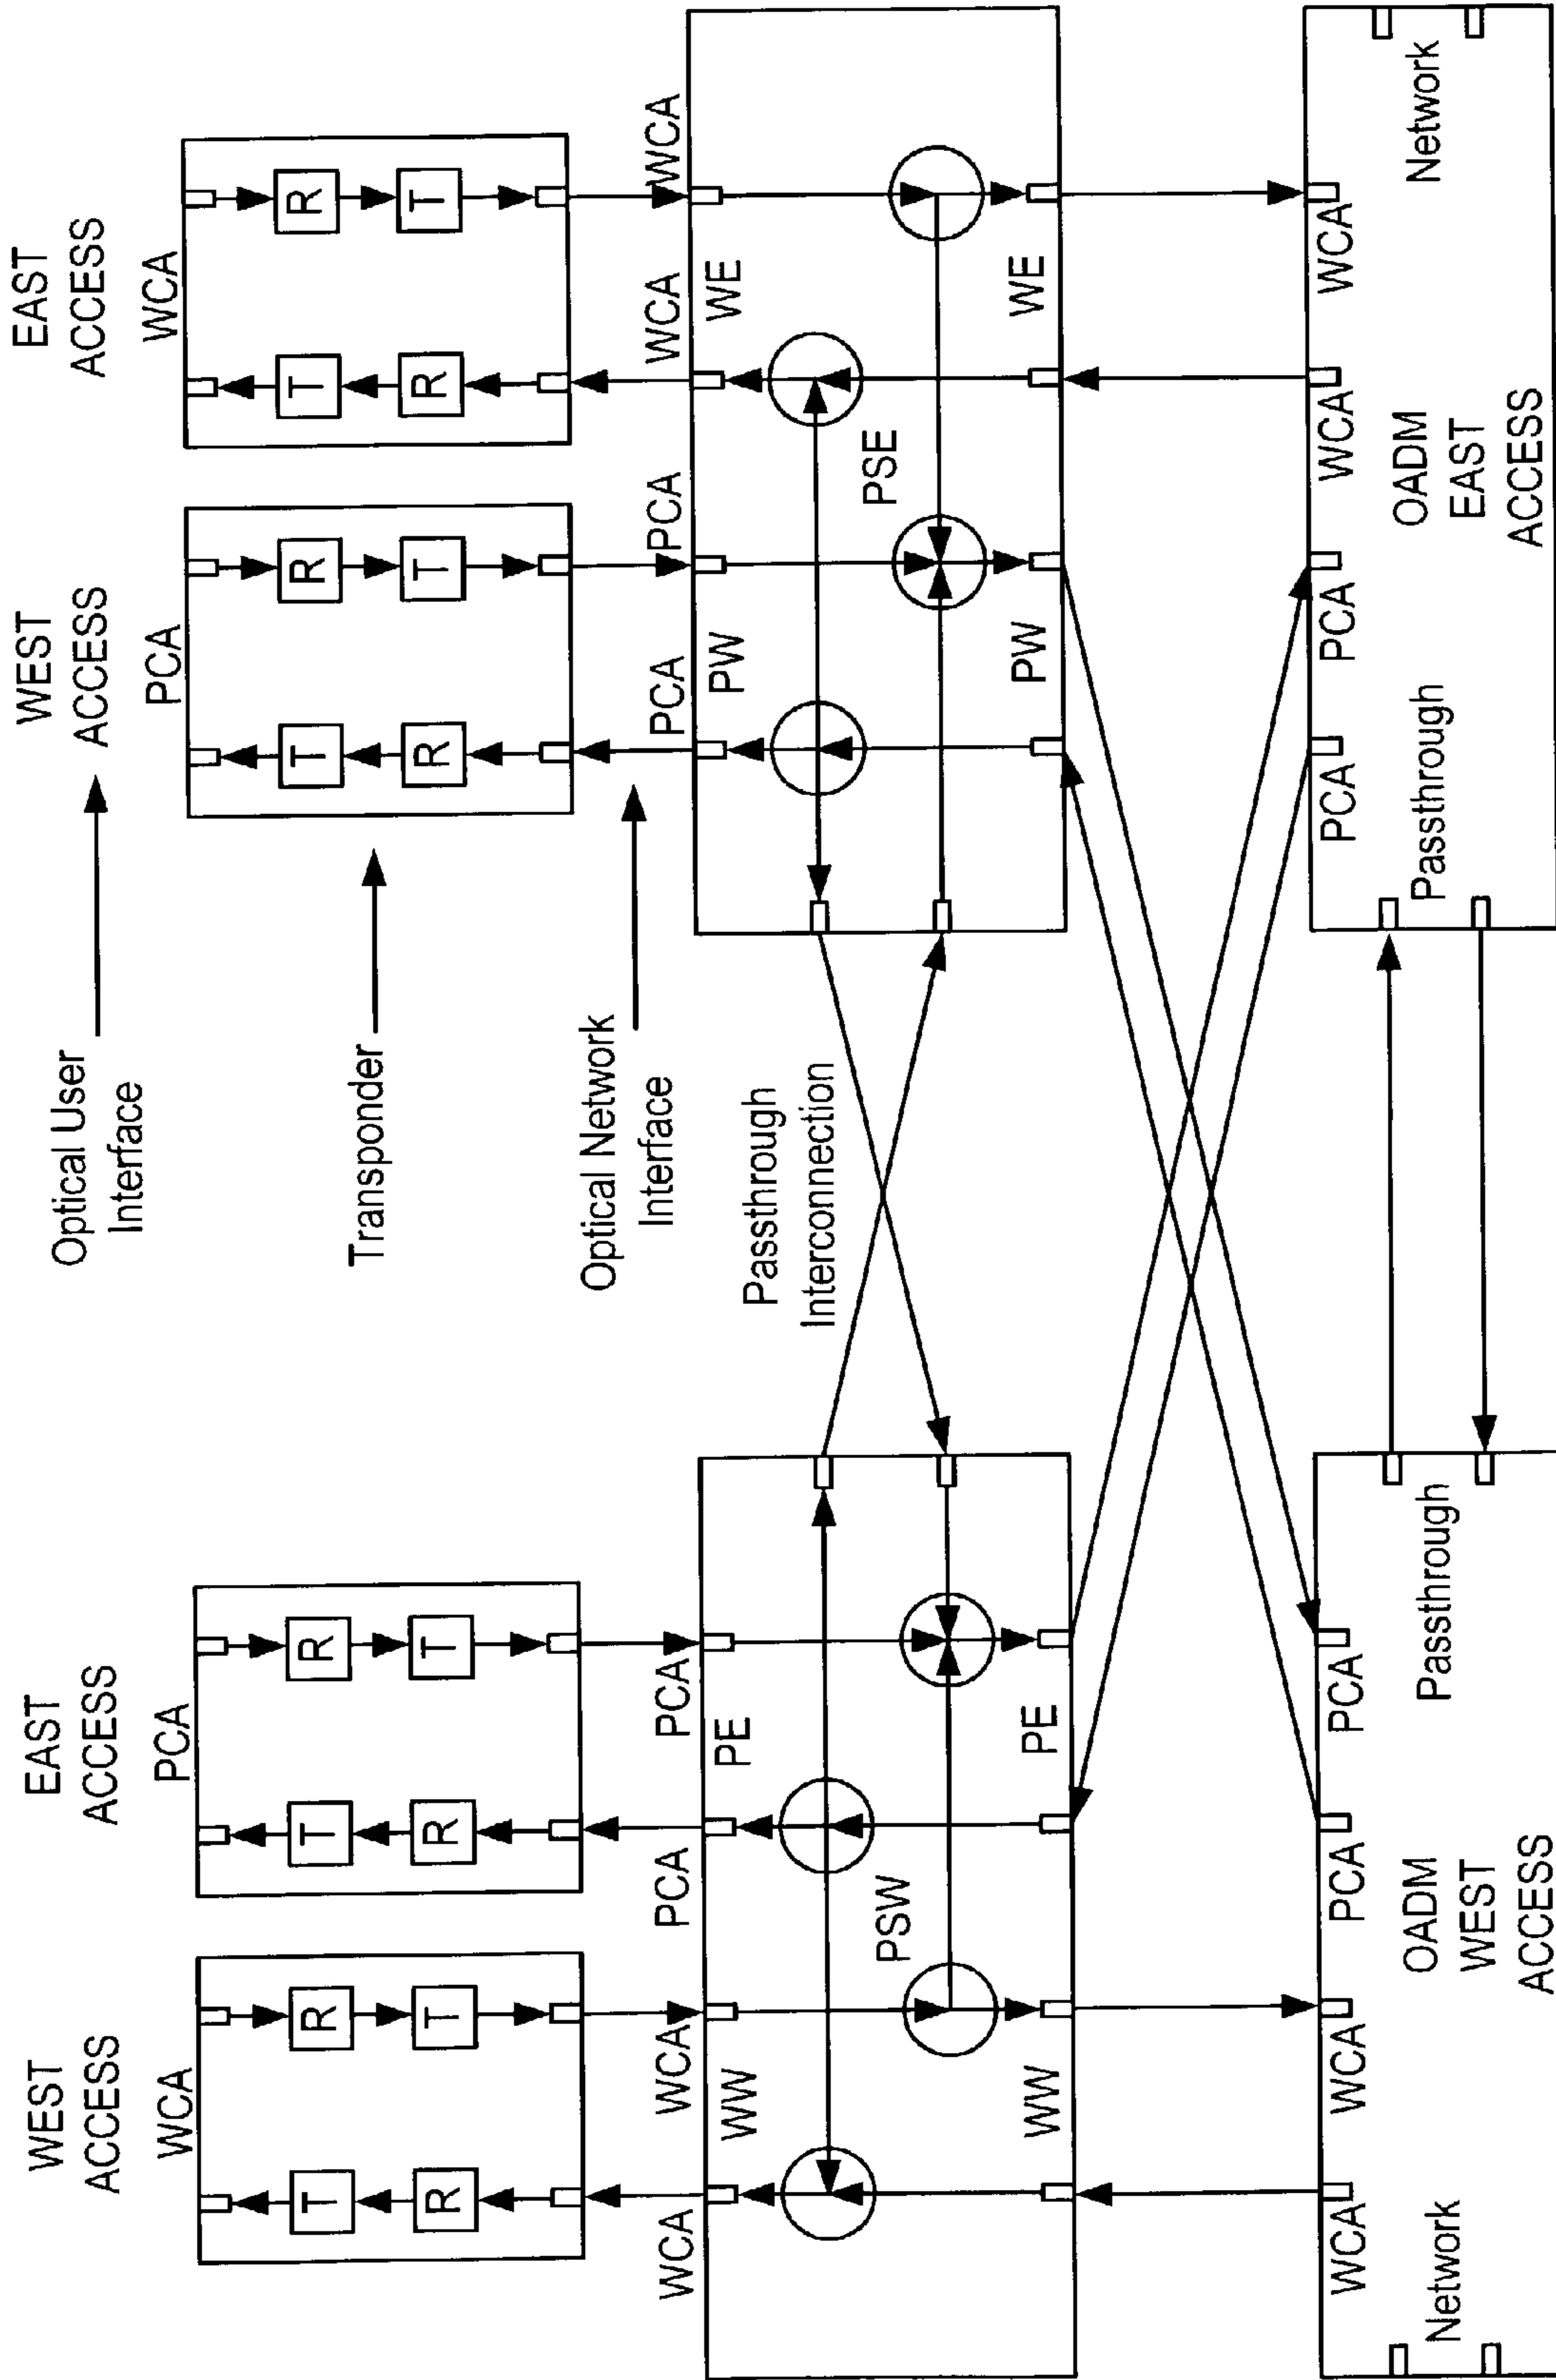 WEST
ACCESS
EAST
ACCESS
WEST
ACCESS
EAST
ACCESS
Optical User
Interface
WCA
PCA
PCA
WCA
T
R
T
R
T
R
T
R
R
T
R
T
R
T
R
T
Transponder
Optical Network
Interface
WCA
WCA
PCA
PCA
PCA
PCA
WCA
WCA
WW
PE
PW
WE
Passthrough
Interconnection
PSW
PSE
WW
PE
PW
WE
WCA
WCA
PCA
PCA
PCA
PCA
WCA
WCA
Network
OADM
WEST
ACCESS
Passthrough
Passthrough
OADM
EAST
ACCESS
Network